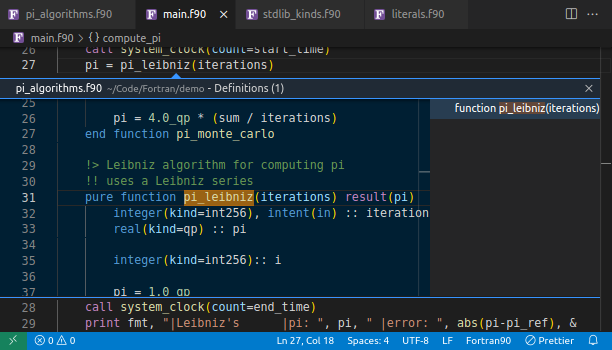 pi_algorithms.f90 main.f90 stdlib_kinds.f90 literals.f90
main.f90 > {} compute_pi
26 call system_clock(count=start_time)
27 pi = pi_leibniz(iterations)
pi_algorithms.f90 ~/Code/Fortran/demo - Definitions (1)
function pi_leibniz(iterations)
25
26 pi = 4.0_qp * (sum / iterations)
27 end function pi_monte_carlo
28
29 !> Leibniz algorithm for computing pi
30 !! uses a Leibniz series
31 pure function pi_leibniz(iterations) result(pi)
32 integer(kind=int256), intent(in) :: iteration
33 real(kind=qp) :: pi
34
35 integer(kind=int256):: i
36
37 pi = 1.0_qp
28 call system_clock(count=end_time)
29 print fmt, "|Leibniz's |pi: ", pi, " |error: ", abs(pi-pi_ref), &
0 0 Ln 27, Col 18 Spaces: 4 UTF-8 LF Fortran90 Prettier